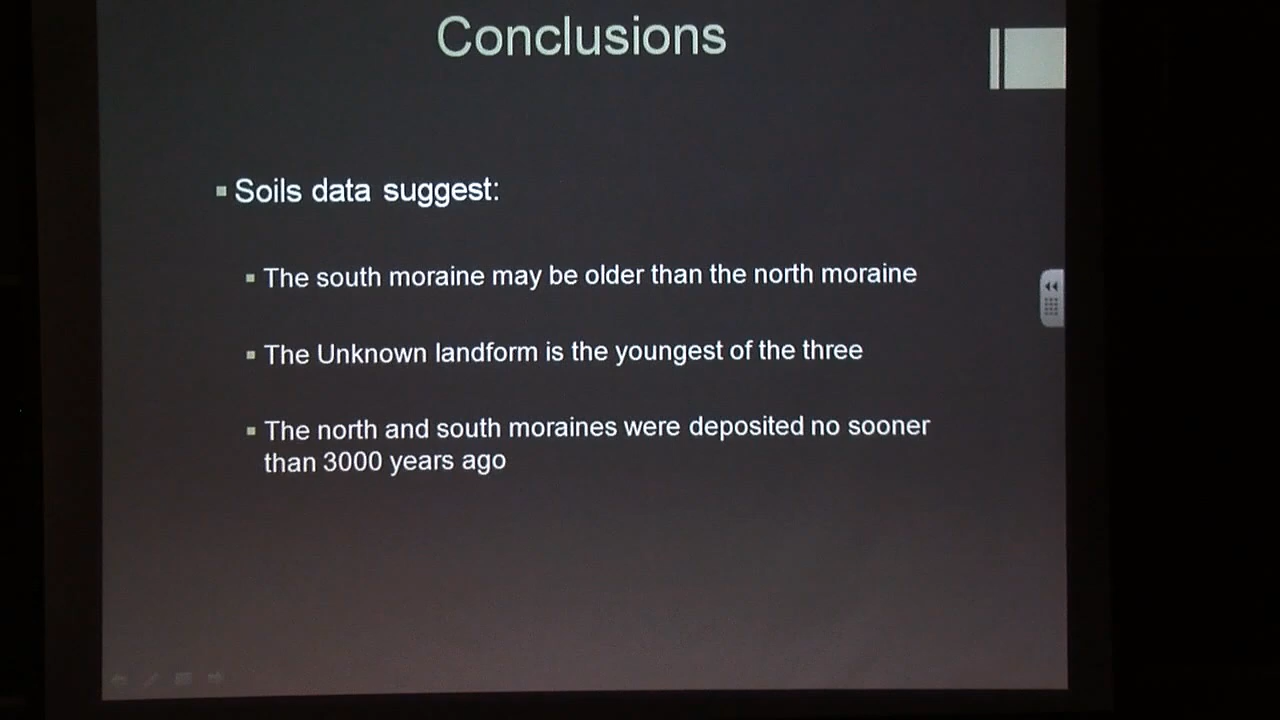 Conclusions
▪ Soils data suggest:
▪ The south moraine may be older than the north moraine
▪ The Unknown landform is the youngest of the three
▪ The north and south moraines were deposited no sooner
than 3000 years ago